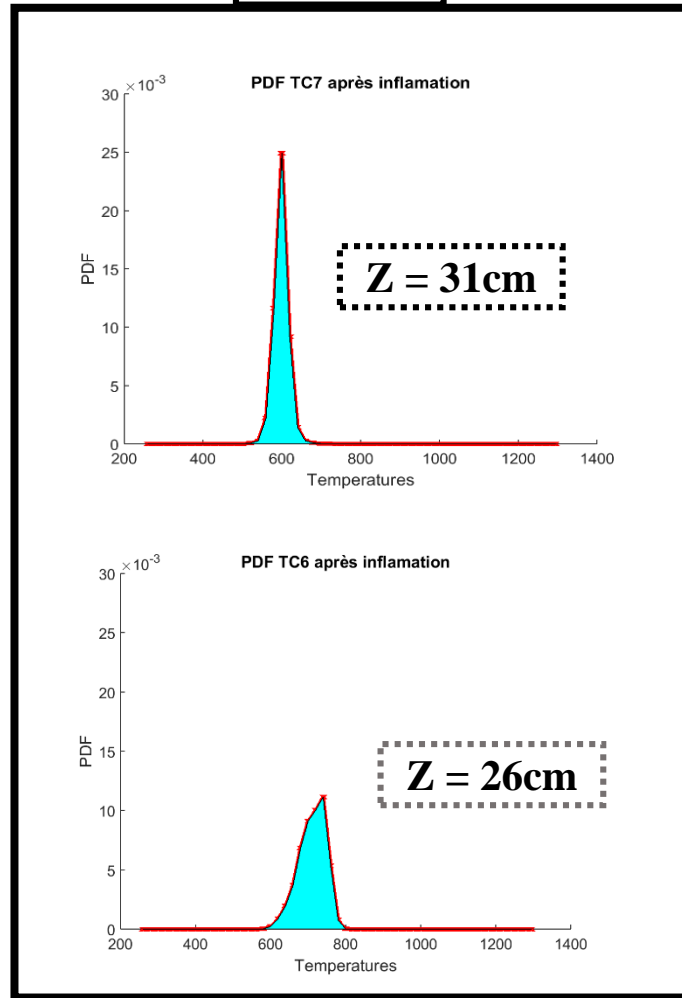 PDF TC7 après inflamation
×10-3
30
25
20
15
10
5
0
PDF
Z = 31cm
200 400 600 800 1000 1200 1400
Temperatures
PDF TC6 après inflamation
×10-3
30
25
20
15
10
5
0
PDF
Z = 26cm
200 400 600 800 1000 1200 1400
Temperatures